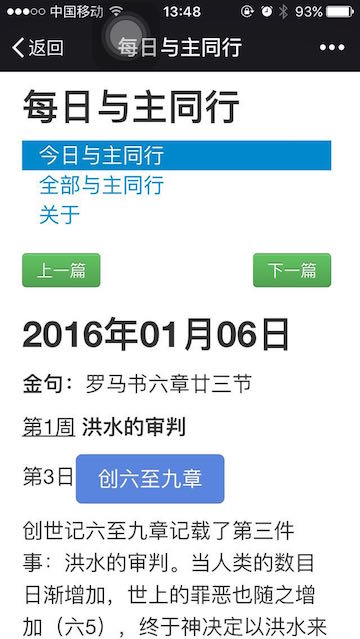 中国移动 13:48 93%
返回 每日与主同行
每日与主同行
今日与主同行
全部与主同行
关于
上一篇 下一篇
2016年01月06日
金句：罗马书六章廿三节
第1周 洪水的审判
第3日 创六至九章
创世记六至九章记载了第三件
事：洪水的审判。当人类的数目
日渐增加，世上的罪恶也随之增
加（六5），终于神决定以洪水来